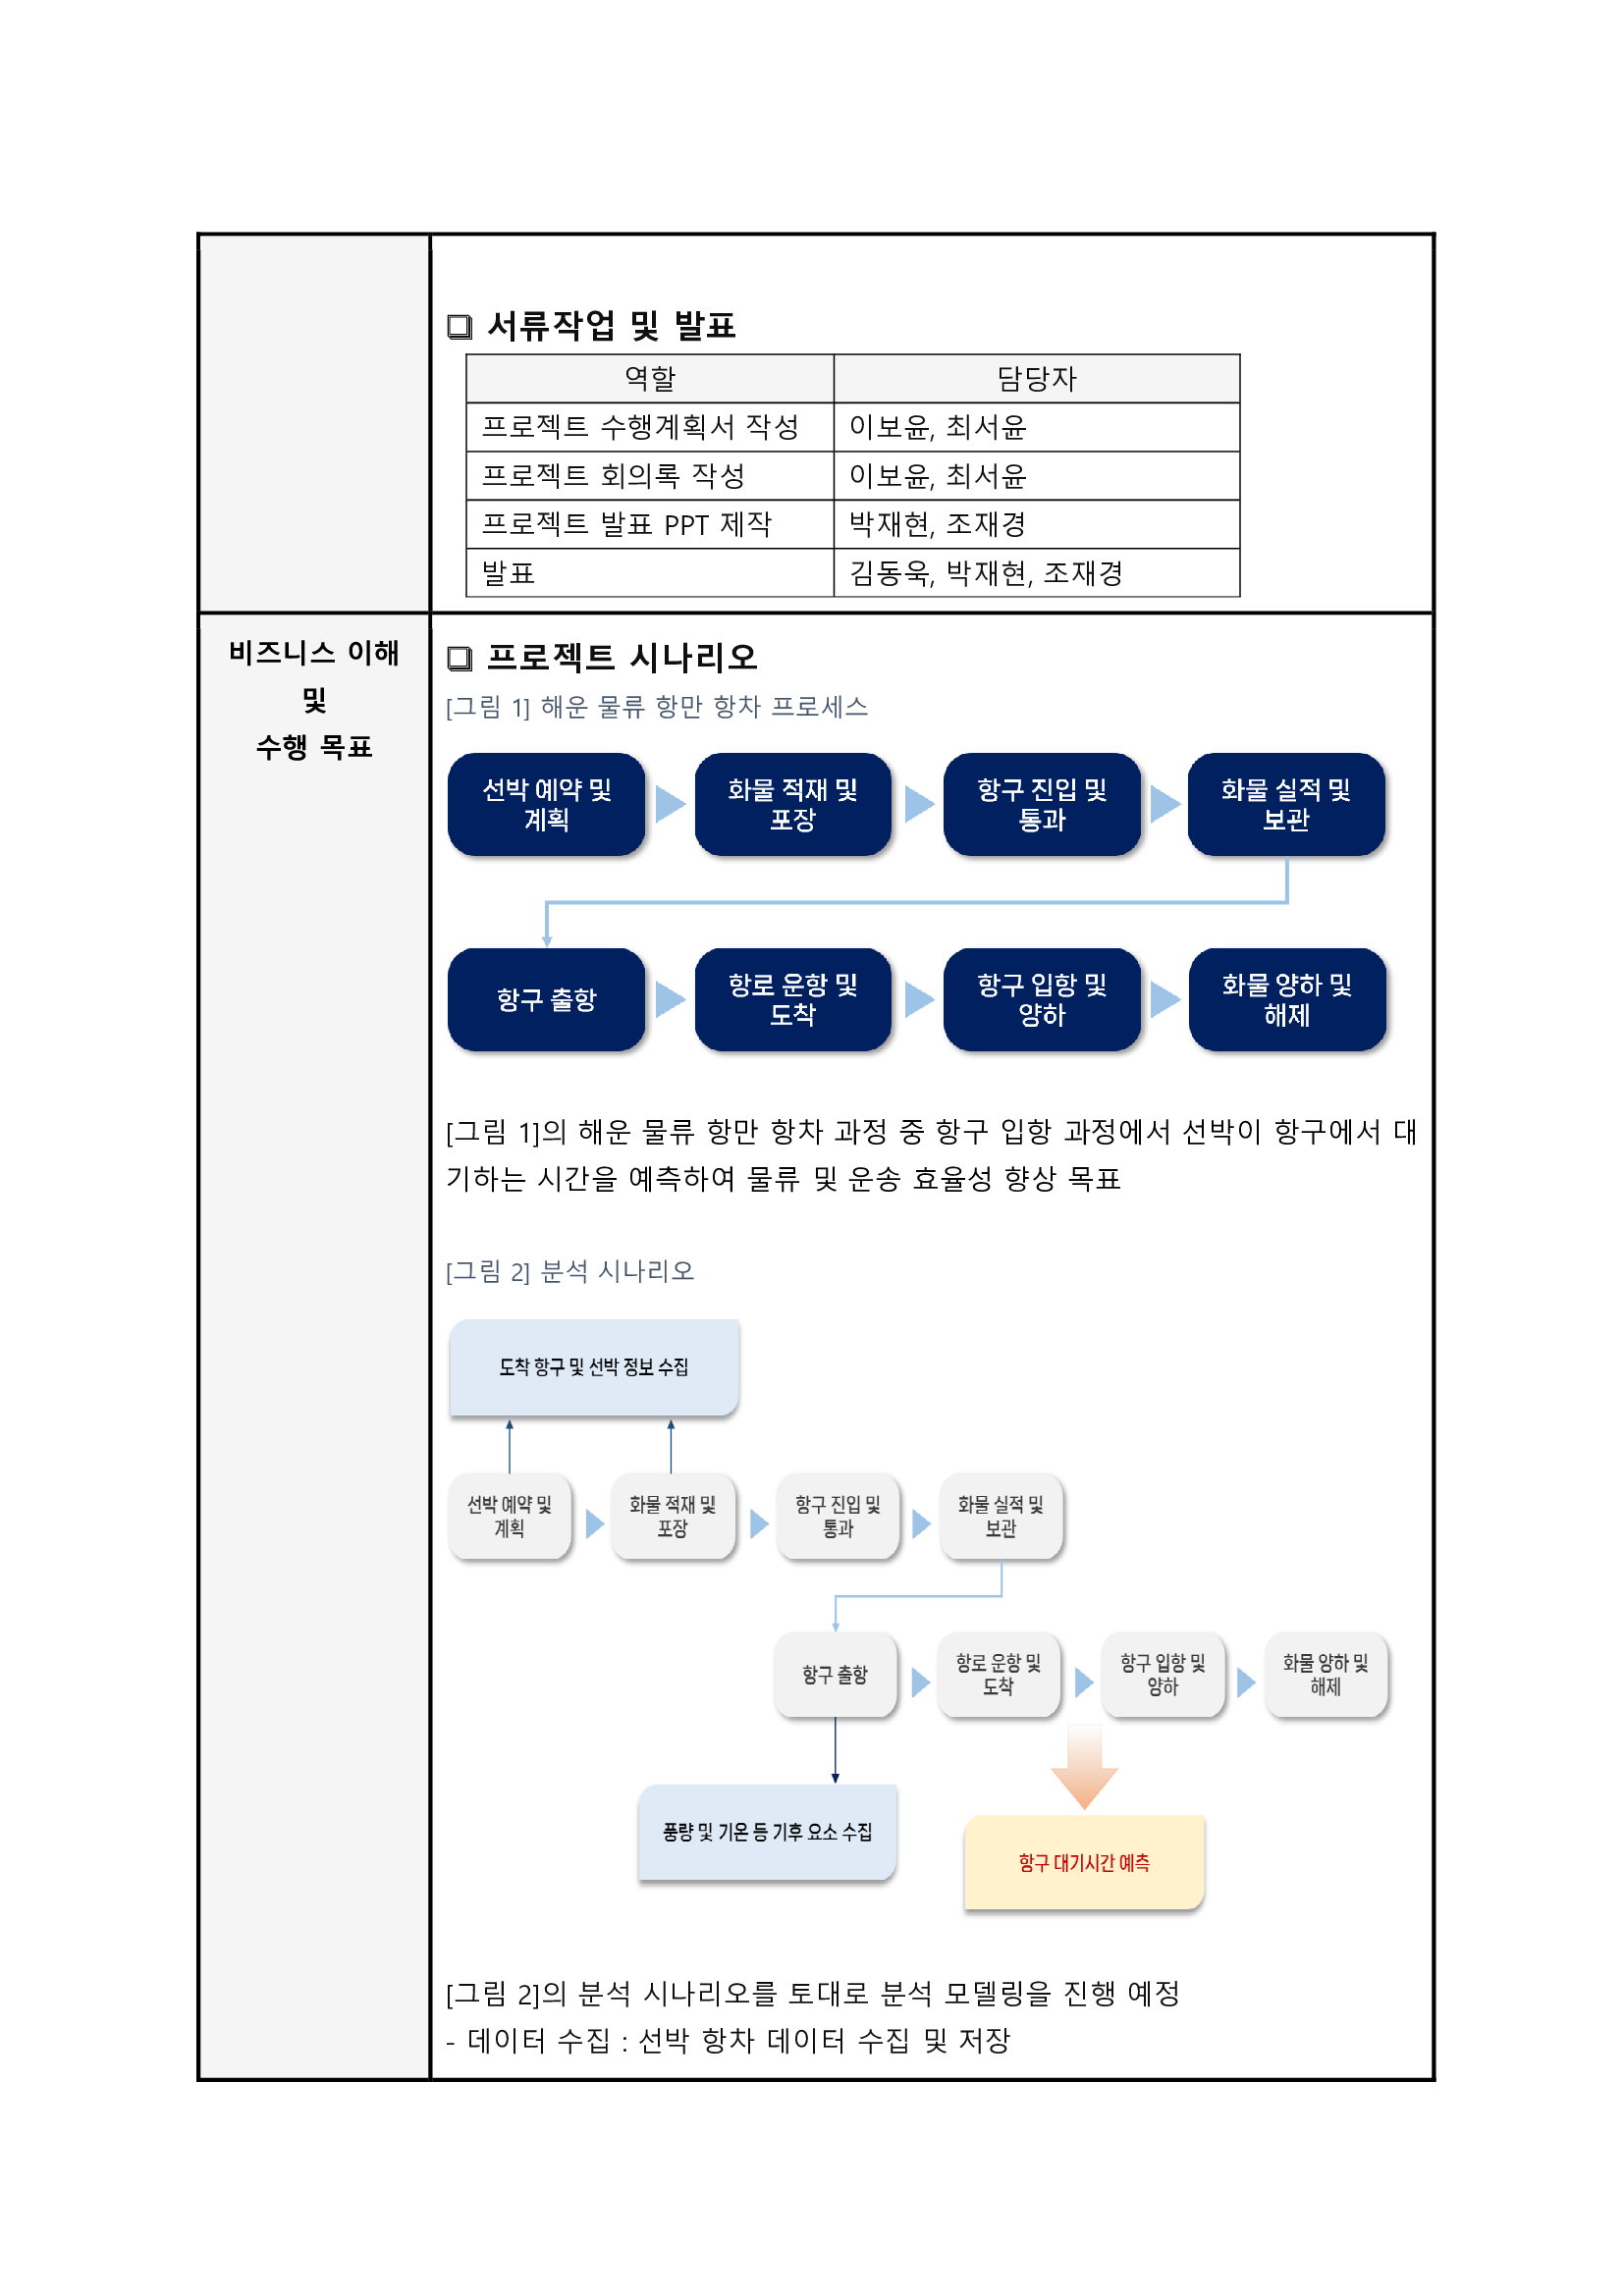 ❏ 서류작업 및 발표
역할 담당자
프로젝트 수행계획서 작성 이보윤, 최서윤
프로젝트 회의록 작성 이보윤, 최서윤
프로젝트 발표 PPT 제작 박재현, 조재경
발표 김동욱, 박재현, 조재경
비즈니스 이해
및
수행 목표
❏ 프로젝트 시나리오
[그림 1] 해운 물류 항만 항차 프로세스
선박 예약 및
계획
화물 적재 및
포장
항구 진입 및
통과
화물 실적 및
보관
항구 출항
항로 운항 및
도착
항구 입항 및
양하
화물 양하 및
해제
[그림 1]의 해운 물류 항만 항차 과정 중 항구 입항 과정에서 선박이 항구에서 대
기하는 시간을 예측하여 물류 및 운송 효율성 향상 목표
[그림 2] 분석 시나리오
도착 항구 및 선박 정보 수집
선박 예약 및
계획
화물 적재 및
포장
항구 진입 및
통과
화물 실적 및
보관
항구 출항
항로 운항 및
도착
항구 입항 및
양하
화물 양하 및
해제
풍량 및 기온 등 기후 요소 수집
항구 대기시간 예측
[그림 2]의 분석 시나리오를 토대로 분석 모델링을 진행 예정
- 데이터 수집 : 선박 항차 데이터 수집 및 저장